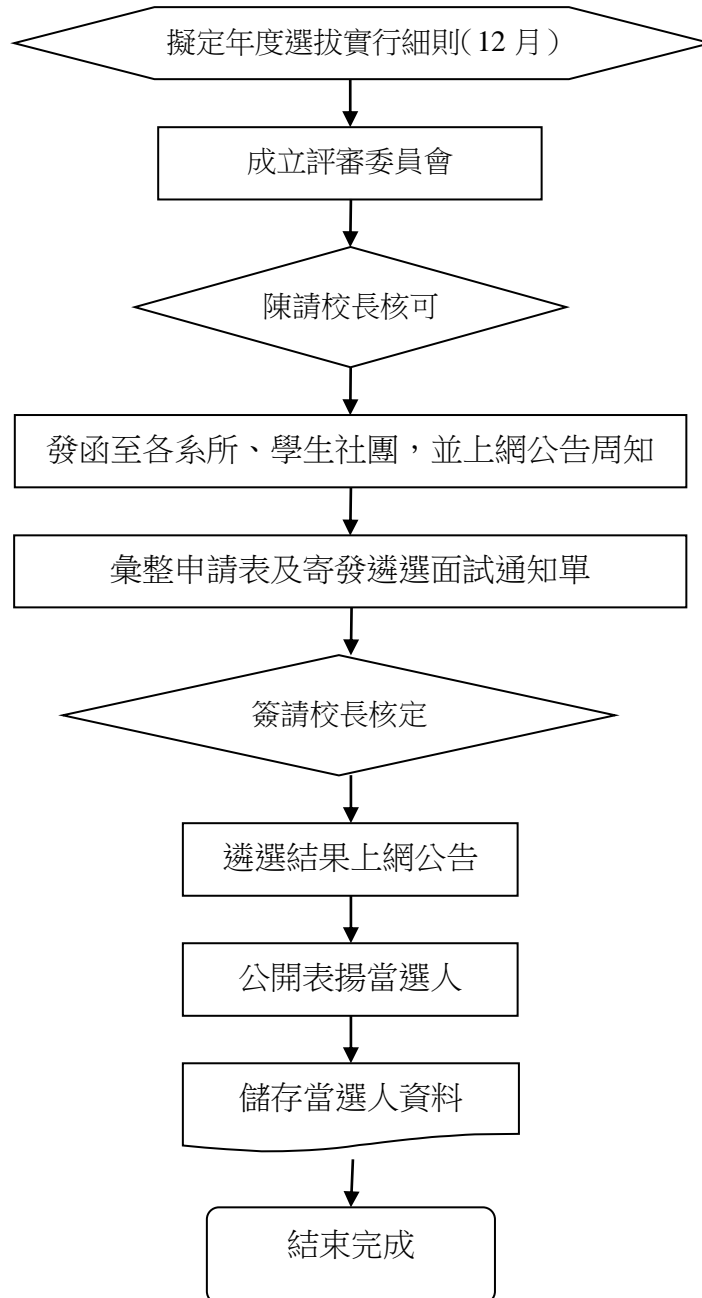 擬定年度選拔實行細則（12 月）
成立評審委員會
陳請校長核可
發函至各系所、學生社團，並上網公告周知
彙整申請表及寄發遴選面試通知單
簽請校長核定
遴選結果上網公告
公開表揚當選人
儲存當選人資料
結束完成